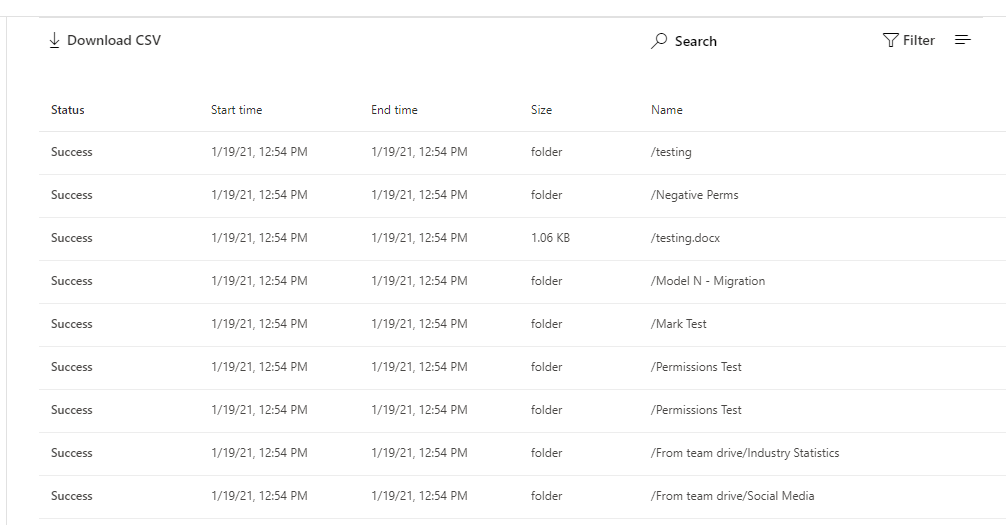 Download CSV Search Filter
Status Start time End time Size Name
Success 1/19/21, 12:54 PM 1/19/21, 12:54 PM folder /testing
Success 1/19/21, 12:54 PM 1/19/21, 12:54 PM folder /Negative Perms
Success 1/19/21, 12:54 PM 1/19/21, 12:54 PM 1.06 KB /testing.docx
Success 1/19/21, 12:54 PM 1/19/21, 12:54 PM folder /Model N - Migration
Success 1/19/21, 12:54 PM 1/19/21, 12:54 PM folder /Mark Test
Success 1/19/21, 12:54 PM 1/19/21, 12:54 PM folder /Permissions Test
Success 1/19/21, 12:54 PM 1/19/21, 12:54 PM folder /Permissions Test
Success 1/19/21, 12:54 PM 1/19/21, 12:54 PM folder /From team drive/Industry Statistics
Success 1/19/21, 12:54 PM 1/19/21, 12:54 PM folder /From team drive/Social Media